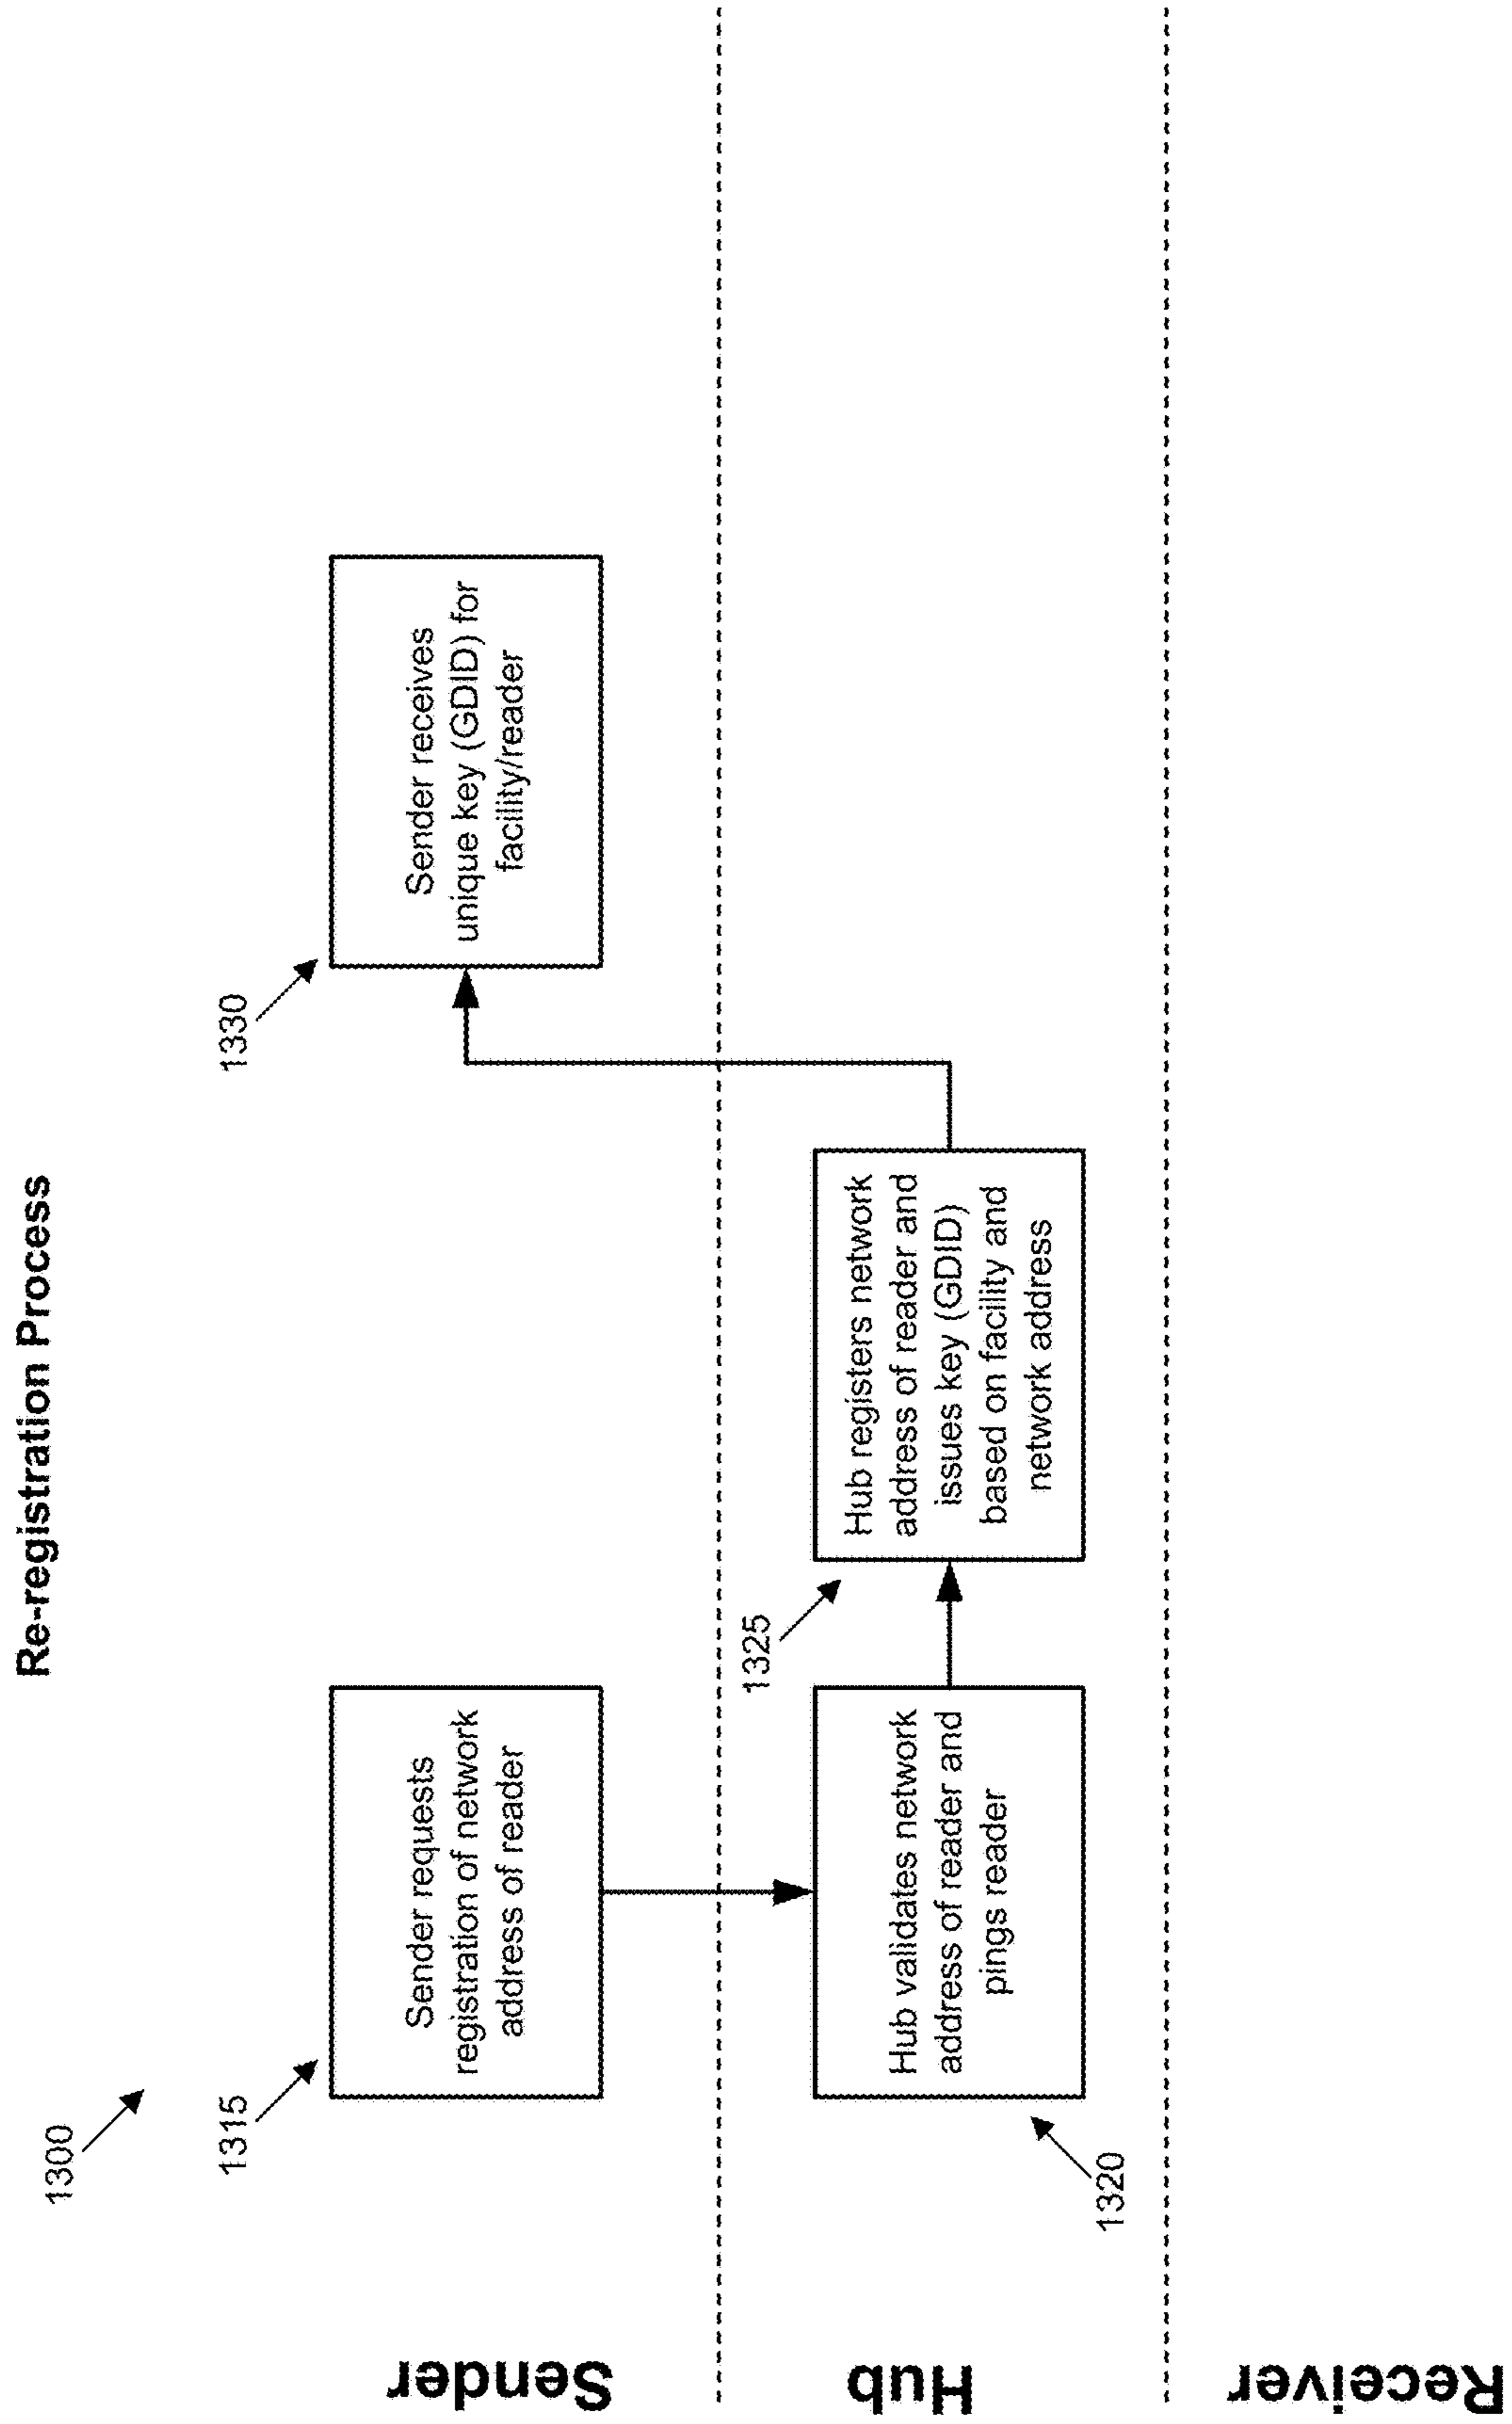 Re-registration Process
1300
Sender
1315
Sender requests
registration of network
address of reader
1330
Sender receives
unique key (GDID) for
facility/reader
Hub
1320
Hub validates network
address of reader and
pings reader
1325
Hub registers network
address of reader and
issues key (GDID)
based on facility and
network address
Receiver